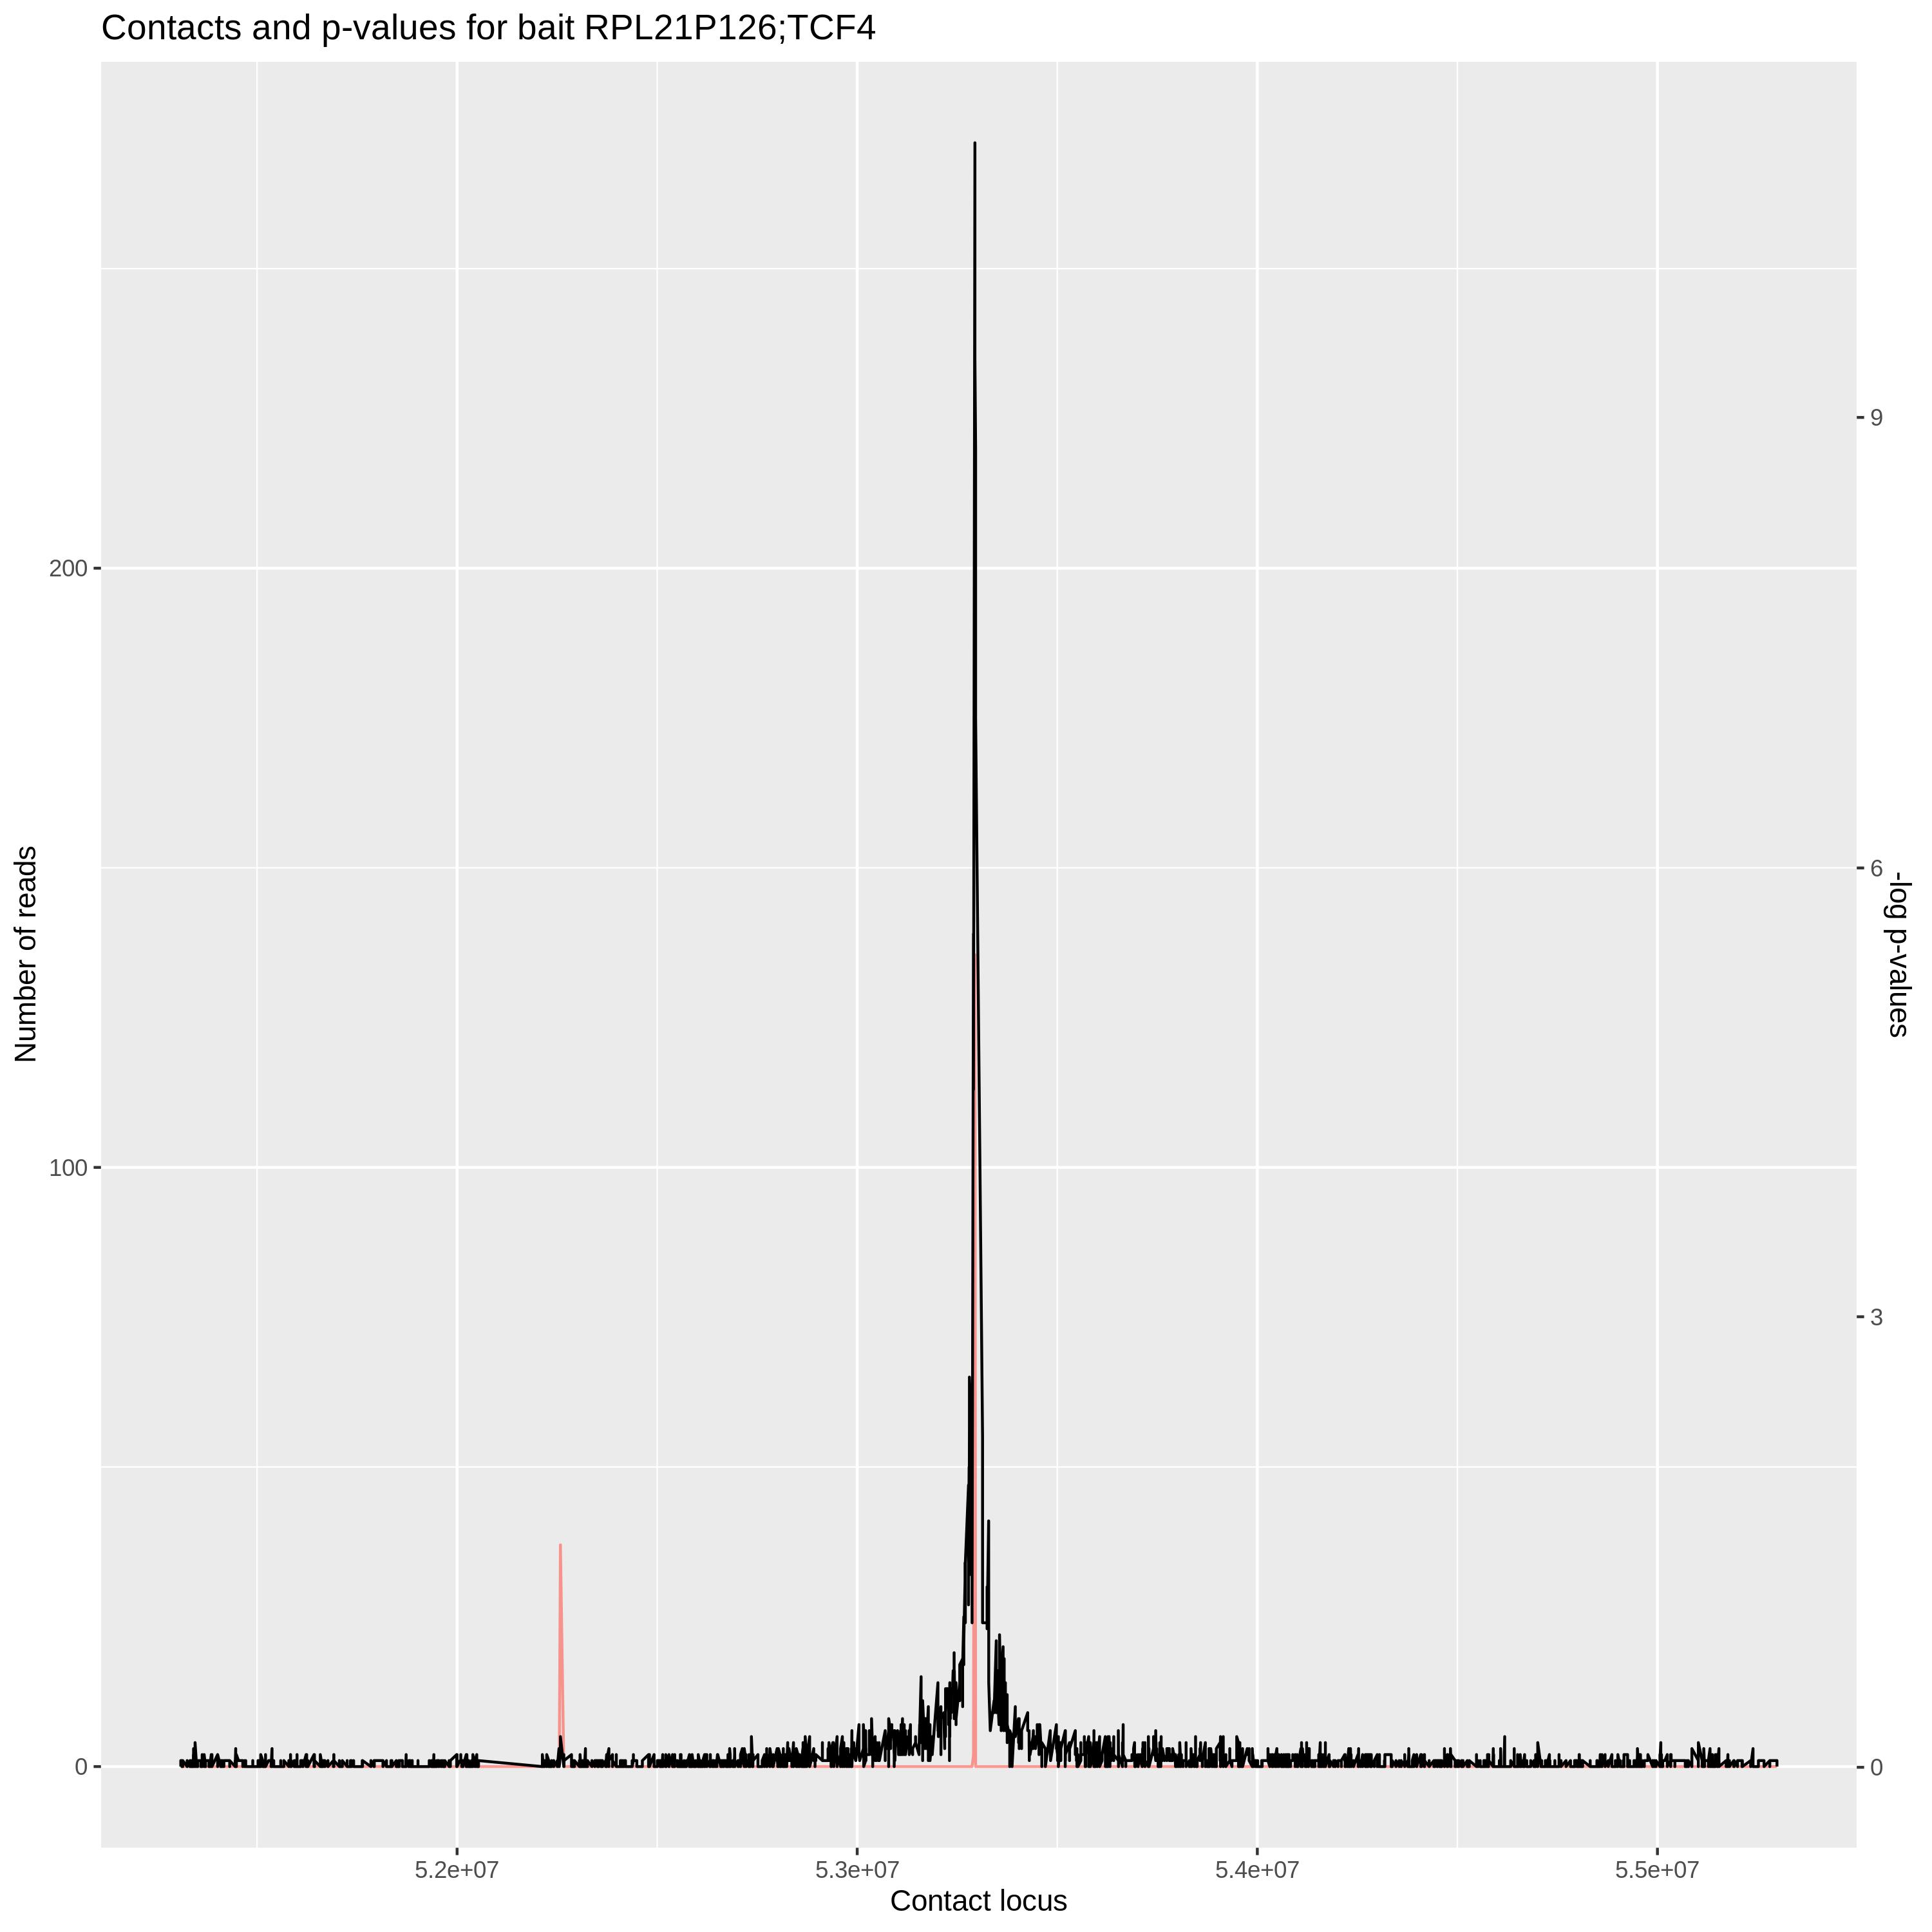 Contacts and p-values for bait RPL21P126;TCF4
Number of reads
200
100
0
9
6
3
0
-log p-values
5.2e+07 5.3e+07 5.4e+07 5.5e+07
Contact locus